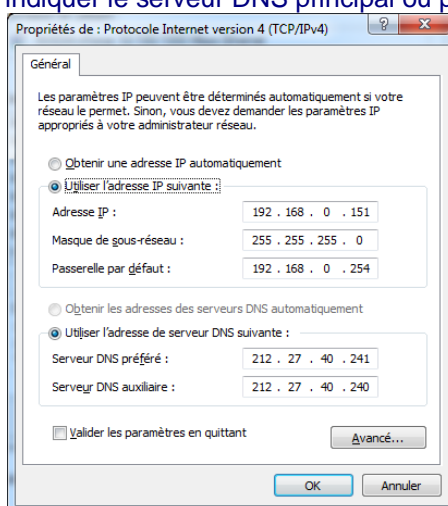 indiquer le serveur DNS principal ou
Propriétés de : Protocole Internet version 4 (TCP/IPv4)
Général
Les paramètres IP peuvent être déterminés automatiquement si votre
réseau le permet. Sinon, vous devez demander les paramètres IP
appropriés à votre administrateur réseau.
Obtenir une adresse IP automatiquement
Utiliser l'adresse IP suivante :
Adresse IP : 192 . 168 . 0 . 151
Masque de sous-réseau : 255 . 255 . 255 . 0
Passerelle par défaut : 192 . 168 . 0 . 254
Obtenir les adresses des serveurs DNS automatiquement
Utiliser l'adresse de serveur DNS suivante :
Serveur DNS préféré : 212 . 27 . 40 . 241
Serveur DNS auxiliaire : 212 . 27 . 40 . 240
Valider les paramètres en quittant
Avancé...
OK Annuler